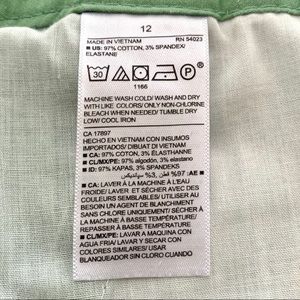 12
MADE IN VIETNAM RN 54023
■ US: 97% COTTON, 3% SPANDEX/
ELASTANE
30 P
1166
MACHINE WASH COLD/ WASH AND DRY
WITH LIKE COLORS/ ONLY NON-CHLORINE
BLEACH WHEN NEEDED/ TUMBLE DRY
LOW/ COOL IRON
CA 17897
HECHO EN VIETNAM CON INSUMOS
IMPORTADOS/ DIBUAT DI VIETNAM
■ CA: 97% COTON, 3% ÉLASTHANNE
■ CL/MX/PE: 97% algodón, 3% elastano
■ ID: 97% KAPAS, 3% SPANDEKS
■ AE: 97%
CA: LAVER À LA MACHINE À L'EAU
FROIDE/ LAVER ET SÉCHER AVEC DES
COULEURS SEMBLABLES/ UTILISER UN
AGENT DE BLANCHIMENT AU BESOIN
SANS CHLORE UNIQUEMENT/ SÉCHER À
LA MACHINE À BASSE TEMPÉRATURE/
REPASSER À BASSE TEMPÉRATURE
CL/MX/PE: LAVAR A MAQUINA CON
AGUA FRIA/ LAVAR Y SECAR CON
COLORES SIMILARES/ USAR UN
BLANQUEADOR SIN CLORO CUANDO